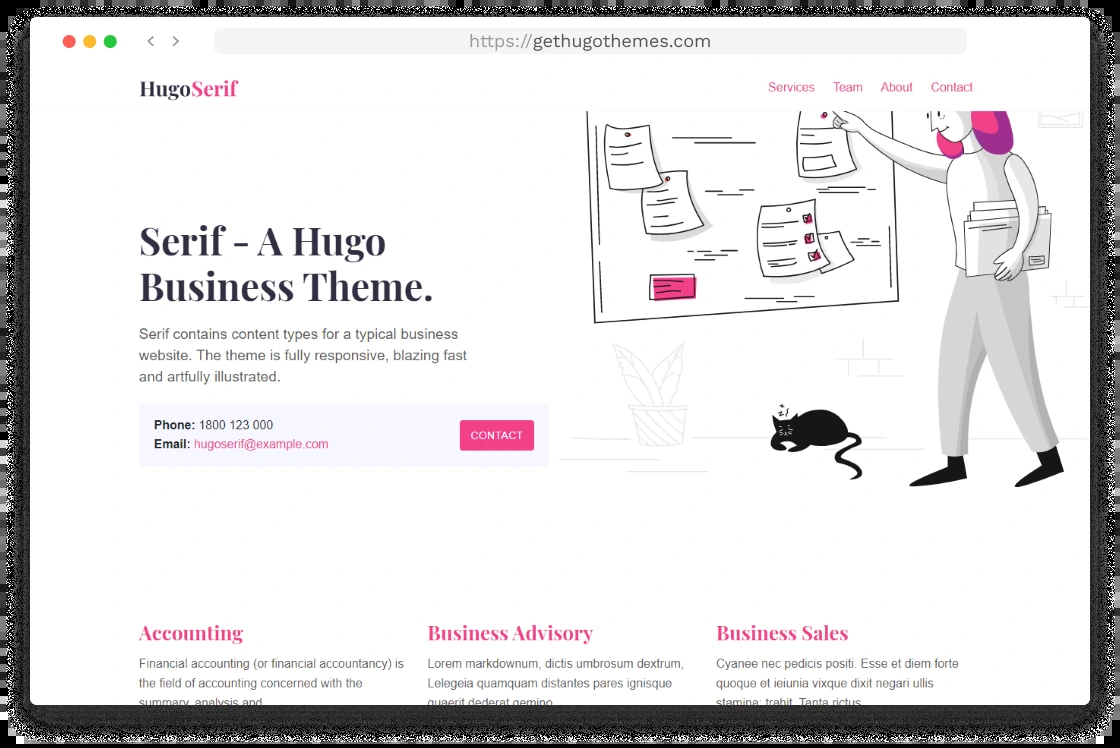 https://gethugothemes.com
HugoSerif
Services Team About Contact
Serif - A Hugo
Business Theme.
Serif contains content types for a typical business
website. The theme is fully responsive, blazing fast
and artfully illustrated.
Phone: 1800 123 000
Email: hugoserif@example.com
CONTACT
z z
Accounting
Financial accounting (or financial accountancy) is
the field of accounting concerned with the
summary, analysis and
Business Advisory
Lorem markdownum, dictis umbrosum dextrum,
Lelegeia quamquam distantes pares ignisque
quaerit dederat gemino
Business Sales
Cyanee nec pedicis positi. Esse et diem forte
quoque et ieiunia vixque dixit negari ullis
stamina; trahit. Tanta rictus